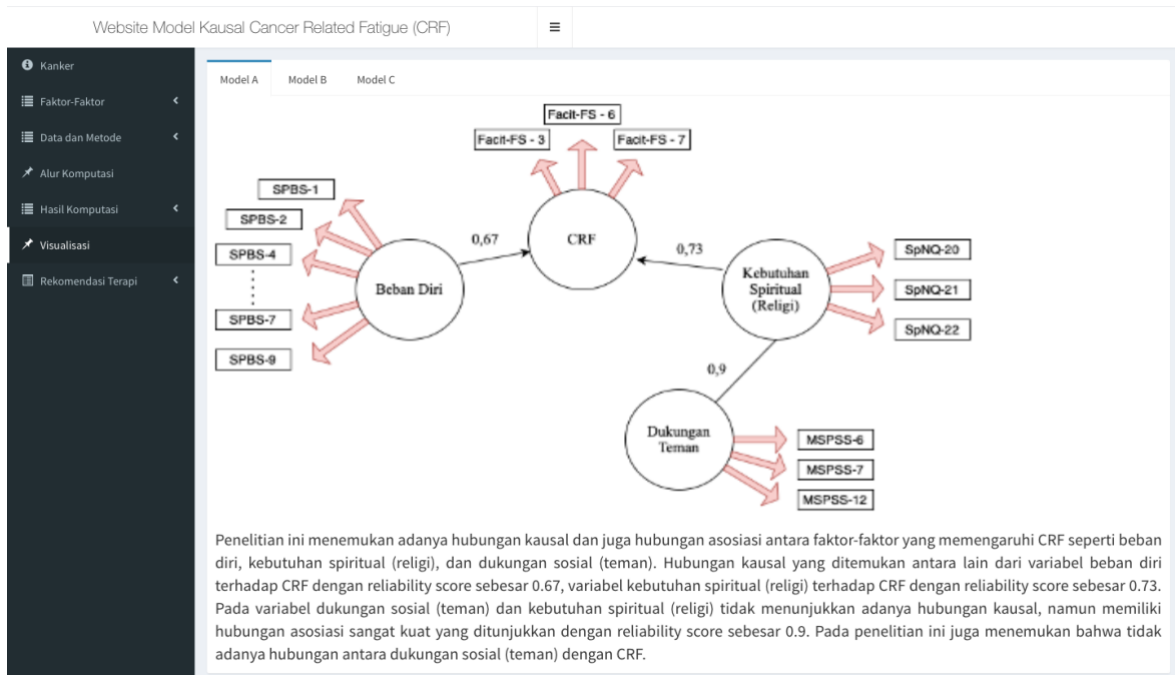 Website Model Kausal Cancer Related Fatigue (CRF)
Kanker
Faktor-Faktor
Data dan Metode
Alur Komputasi
Hasil Komputasi
Visualisasi
Rekomendasi Terapi
Model A Model B Model C
Facit-FS - 6
Facit-FS - 3 Facit-FS - 7
SPBS-1
SPBS-2
SPBS-4
SPBS-7
SPBS-9
Beban Diri
0,67
CRF
0,73
Kebutuhan
Spiritual
(Religi)
SpNQ-20
SpNQ-21
SpNQ-22
0,9
Dukungan
Teman
MSPSS-6
MSPSS-7
MSPSS-12
Penelitian ini menemukan adanya hubungan kausal dan juga hubungan asosiasi antara faktor-faktor yang memengaruhi CRF seperti beban
diri, kebutuhan spiritual (religi), dan dukungan sosial (teman). Hubungan kausal yang ditemukan antara lain dari variabel beban diri
terhadap CRF dengan reliability score sebesar 0.67, variabel kebutuhan spiritual (religi) terhadap CRF dengan reliability score sebesar 0.73.
Pada variabel dukungan sosial (teman) dan kebutuhan spiritual (religi) tidak menunjukkan adanya hubungan kausal, namun memiliki
hubungan asosiasi sangat kuat yang ditunjukkan dengan reliability score sebesar 0.9. Pada penelitian ini juga menemukan bahwa tidak
adanya hubungan antara dukungan sosial (teman) dengan CRF.